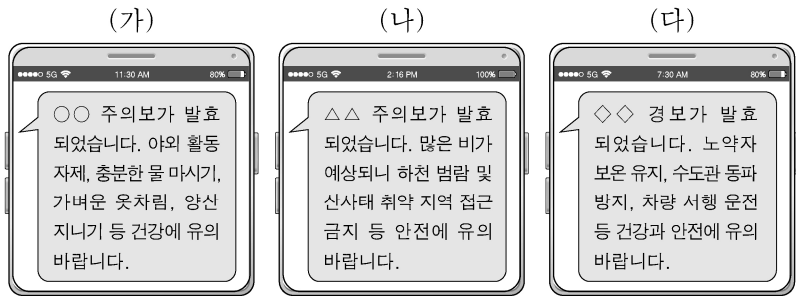 (가)
5G 11:30 AM 80%
○○ 주의보가 발효
되었습니다. 야외 활동
자제, 충분한 물 마시기,
가벼운 옷차림, 양산
지니기 등 건강에 유의
바랍니다.
(나)
5G 2:16 PM 100%
△△ 주의보가 발효
되었습니다. 많은 비가
예상되니 하천 범람 및
산사태 취약 지역 접근
금지 등 안전에 유의
바랍니다.
(다)
5G 7:30 AM 80%
◇◇ 경보가 발효
되었습니다. 노약자
보온 유지, 수도관 동파
방지, 차량 서행 운전
등 건강과 안전에 유의
바랍니다.